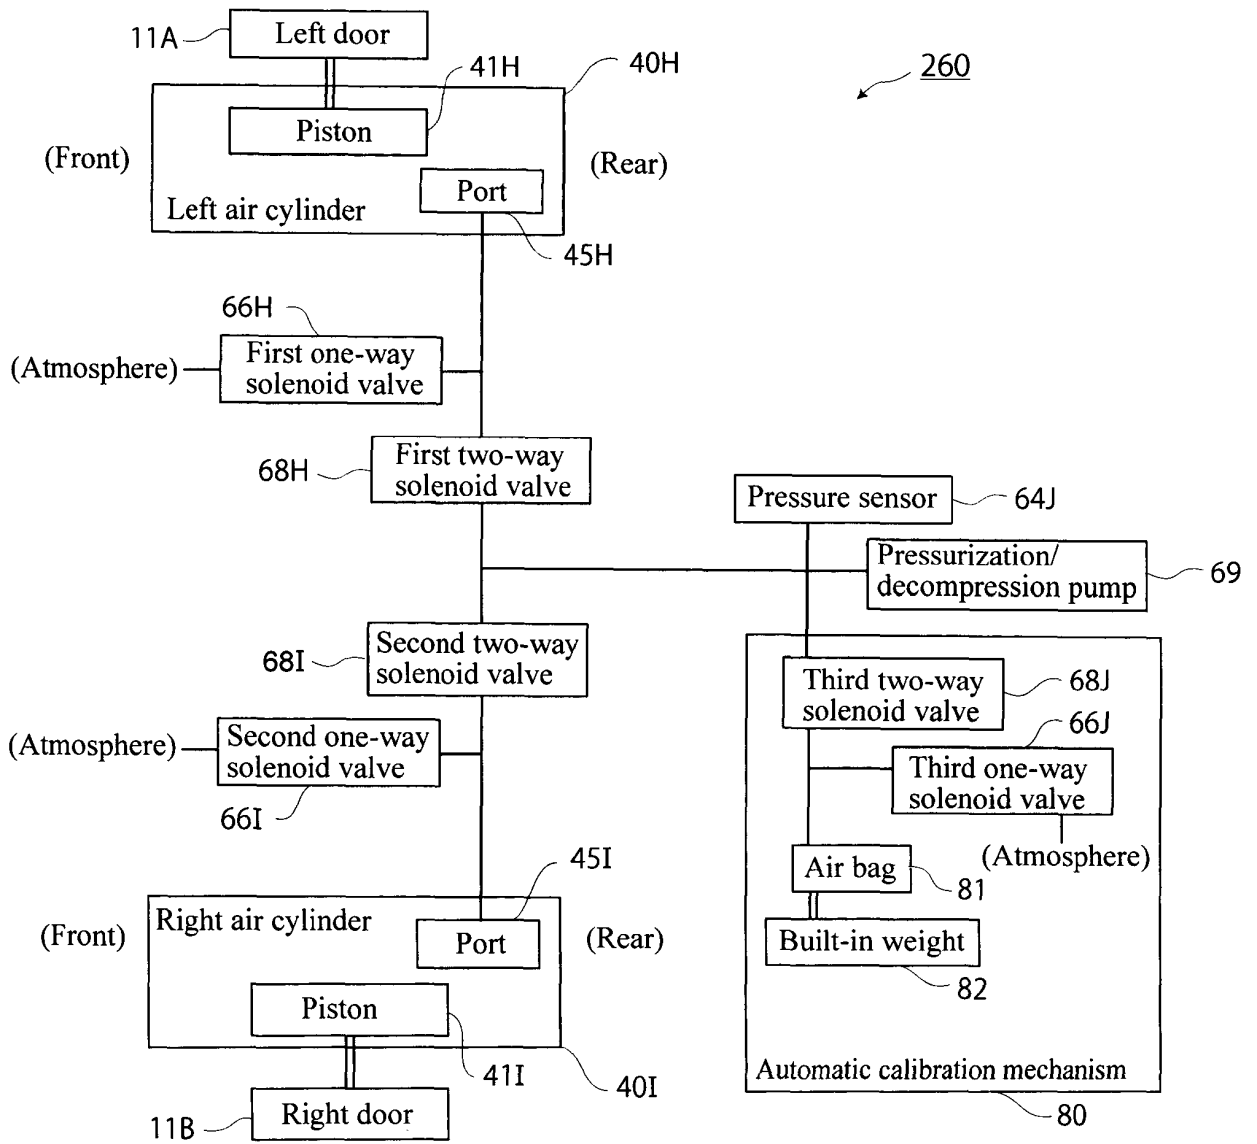 11A
Left door
41H
40H
260
(Front)
Piston
(Rear)
Port
Left air cylinder
45H
66H
(Atmosphere)
First one-way
solenoid valve
68H
First two-way
solenoid valve
Pressure sensor
64J
Pressurization/
decompression pump
69
68I
Second two-way
solenoid valve
Third two-way
solenoid valve
68J
66J
(Atmosphere)
Second one-way
solenoid valve
Third one-way
solenoid valve
66I
(Atmosphere)
45I
Air bag
81
Right air cylinder
(Front)
Port
(Rear)
Built-in weight
82
Piston
41I
40I
Automatic calibration mechanism
80
11B
Right door